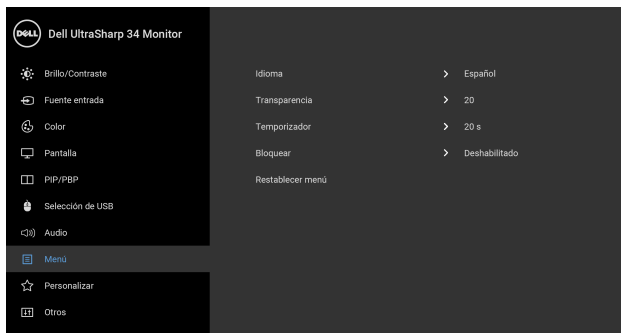 DELL Dell UltraSharp 34 Monitor
Brillo/Contraste
Fuente entrada
Color
Pantalla
PIP/PBP
Selección de USB
Audio
Menú
Personalizar
Otros
Idioma > Español
Transparencia > 20
Temporizador > 20 s
Bloquear > Deshabilitado
Restablecer menú